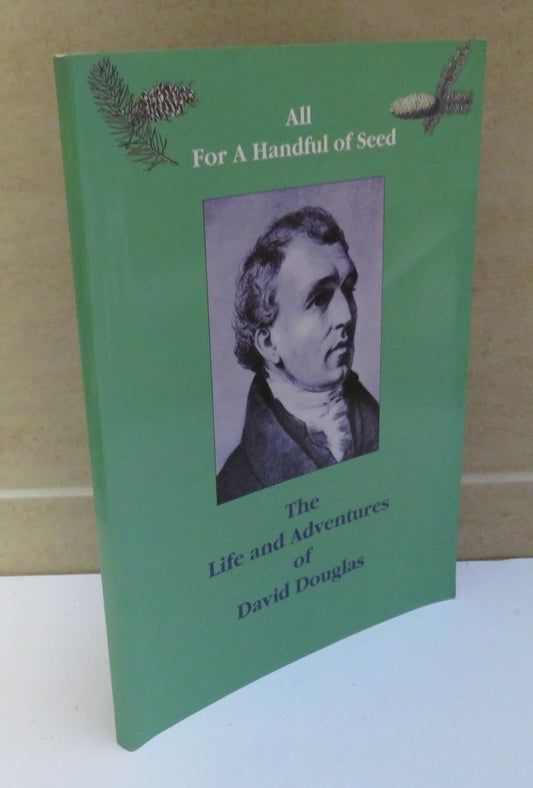 All
For A Handful of Seed
The
Life and Adventures
of
David Douglas